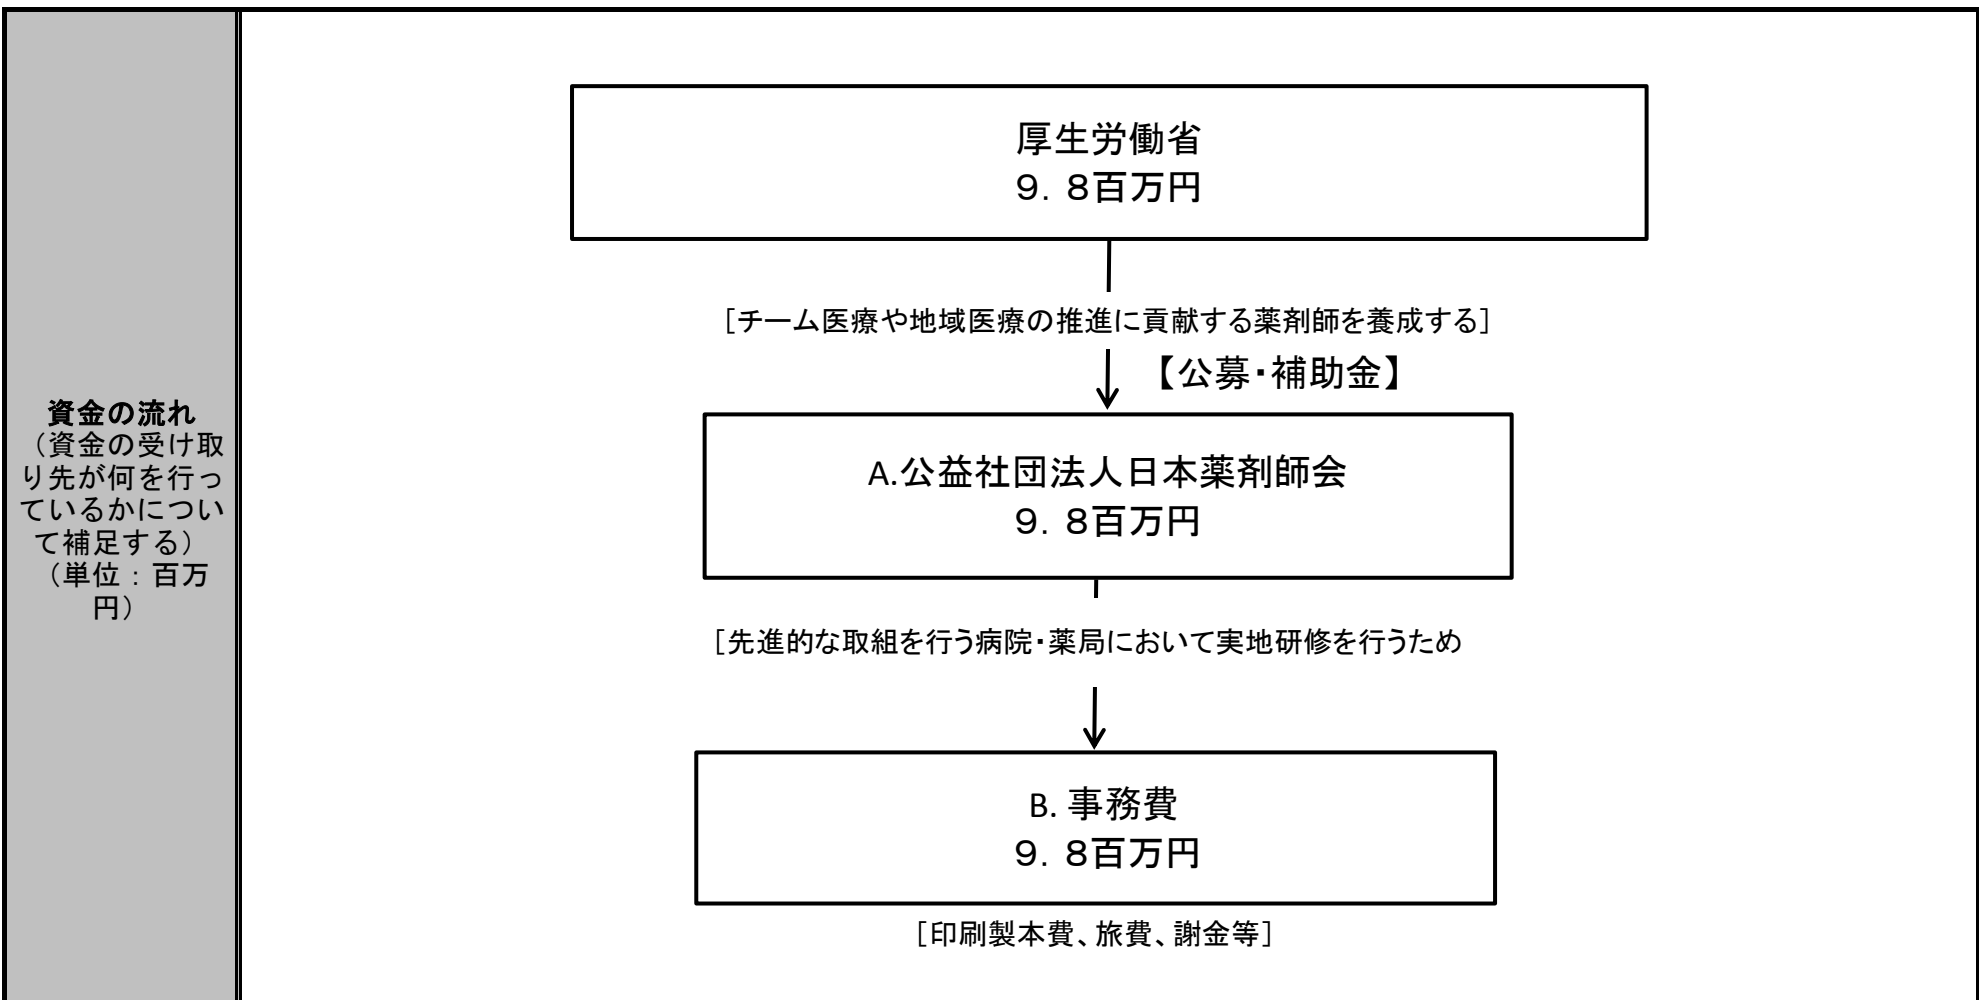 資金の流れ
（資金の受け取
り先が何を行っ
ているかについ
て補足する）
（単位：百万
円）
厚生労働省
９．８百万円
［チーム医療や地域医療の推進に貢献する薬剤師を養成する］
【公募・補助金】
A.公益社団法人日本薬剤師会
９．８百万円
［先進的な取組を行う病院・薬局において実地研修を行うため
B. 事務費
９．８百万円
［印刷製本費、旅費、謝金等］